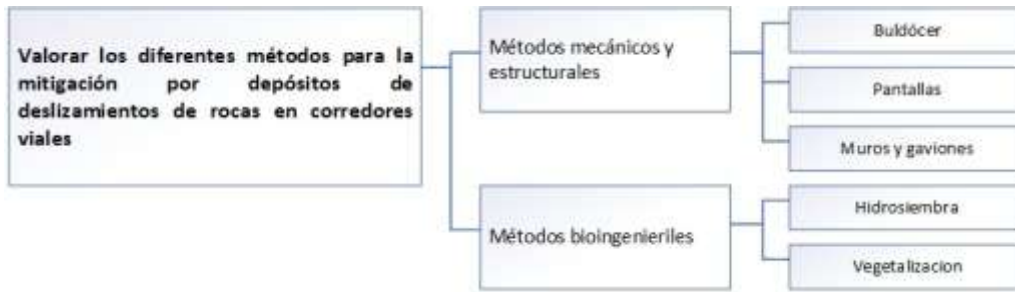 Valorar los diferentes métodos para la
mitigación por depósitos de
deslizamientos de rocas en corredores
viales
Métodos mecánicos y
estructurales
Buldócer
Pantallas
Muros y gaviones
Métodos bioingenieriles
Hidrosiembra
Vegetalizacion